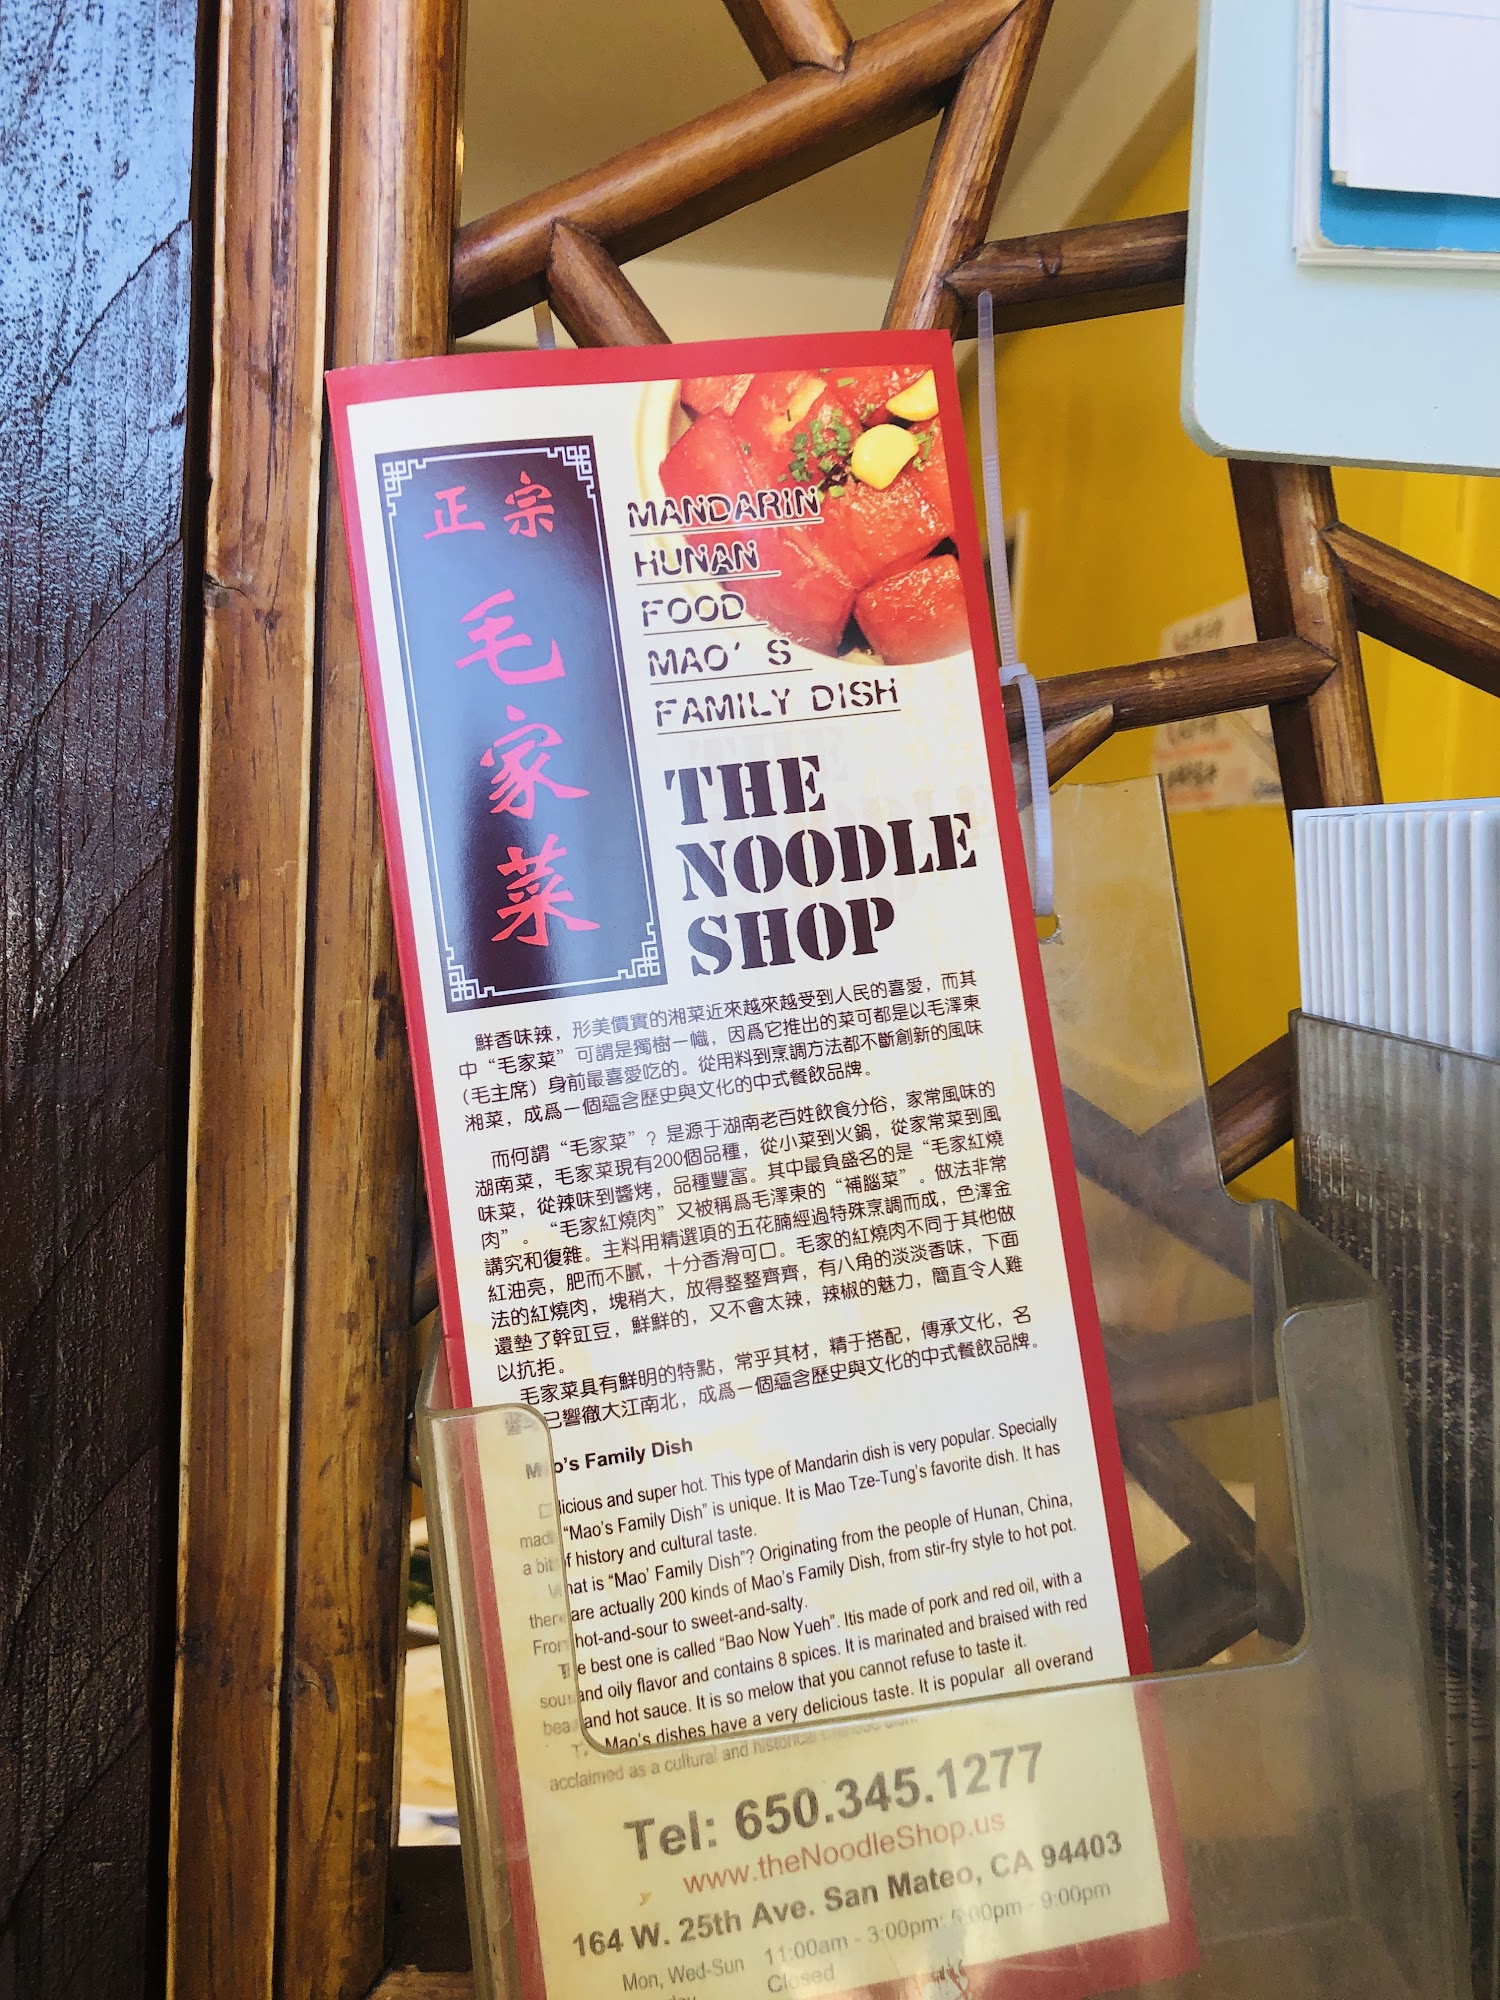 正宗
毛家菜
MANDARIN
HUNAN
FOOD
MAO'S
FAMILY DISH
THE
NOODLE
SHOP
鮮香味辣，形美價實的湘菜近來越來越受到人民的喜愛，而其
中“毛家菜”可謂是獨樹一幟，因爲它推出的菜可都是以毛澤東
(毛主席）身前最喜愛吃的。從用料到烹調方法都不斷創新的風味
湘菜，成爲一個蘊含歷史與文化的中式餐飲品牌。
而何謂“毛家菜”？是源于湖南老百姓飲食分俗，家常風味的
湖南菜，毛家菜現有200個品種，從小菜到火鍋，從家常菜到風
味菜，從辣味到醬烤，品種豐富。其中最負盛名的是“毛家紅燒
肉”。“毛家紅燒肉”又被稱爲毛澤東的“補腦菜”。做法非常
講究和復雜。主料用精選項的五花腩經過特殊烹調而成，色澤金
紅油亮，肥而不膩，十分香滑可口。毛家的紅燒肉不同于其他做
法的紅燒肉，塊稍大，放得整整齊齊，有八角的淡淡香味，下面
還墊了幹豇豆，鮮鮮的，又不會太辣，辣椒的魅力，簡直令人難
以抗拒。
毛家菜具有鮮明的特點，常乎其材，精于搭配，傳承文化，名
已響徹大江南北，成爲一個蘊含歷史與文化的中式餐飲品牌。
Mao's Family Dish
Delicious and super hot. This type of Mandarin dish is very popular. Specially
made “Mao's Family Dish” is unique. It is Mao Tze-Tung's favorite dish. It has
a bit of history and cultural taste.
What is “Mao' Family Dish”? Originating from the people of Hunan, China,
there are actually 200 kinds of Mao's Family Dish, from stir-fry style to hot pot.
From hot-and-sour to sweet-and-salty.
The best one is called “Bao Now Yueh”. Itis made of pork and red oil, with a
sour and oily flavor and contains 8 spices. It is marinated and braised with red
bean and hot sauce. It is so melow that you cannot refuse to taste it.
Mao's dishes have a very delicious taste. It is popular all overand
acclaimed as a cultural and historical dish.
Tel: 650.345.1277
www.theNoodleShop.us
164 W. 25th Ave. San Mateo, CA 94403
Mon, Wed-Sun 11:00am - 3:00pm; 5:00pm - 9:00pm
Closed